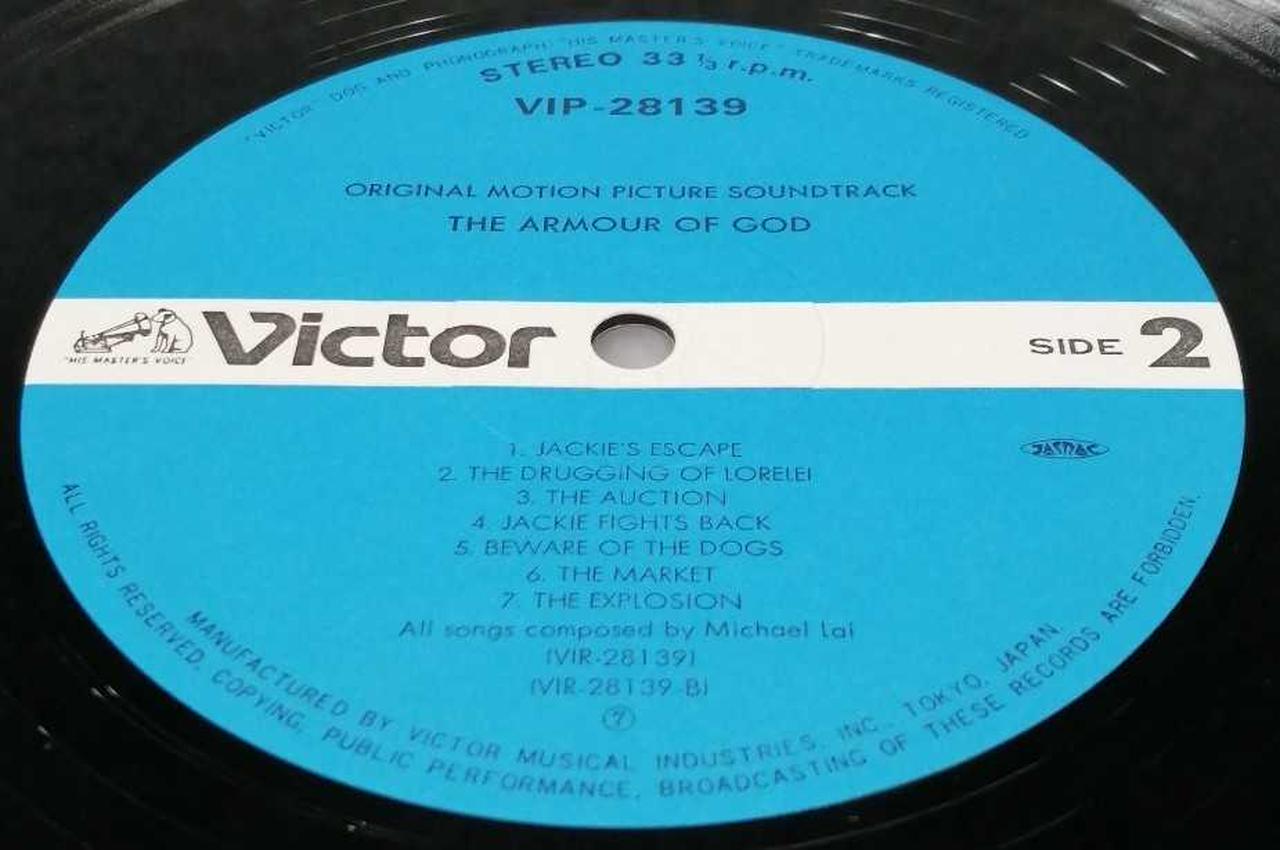 "VICTOR" DOG AND PHONOGRAPH, "HIS MASTER'S VOICE" TRADEMARKS REGISTERED
STEREO 33 1/3 r.p.m.
VIP-28139
ORIGINAL MOTION PICTURE SOUNDTRACK
THE ARMOUR OF GOD
"HIS MASTER'S VOICE"
Victor
SIDE 2
1. JACKIE'S ESCAPE
JASRAC
2. THE DRUGGING OF LORELEI
3. THE AUCTION
4. JACKIE FIGHTS BACK
5. BEWARE OF THE DOGS
6. THE MARKET
7. THE EXPLOSION
All songs composed by Michael Lai
(VIR-28139)
(VIR-28139-B)
MANUFACTURED BY VICTOR MUSICAL INDUSTRIES, INC. TOKYO, JAPAN
ALL RIGHTS RESERVED. COPYING, PUBLIC PERFORMANCE, BROADCASTING OF THESE RECORDS ARE FORBIDDEN.